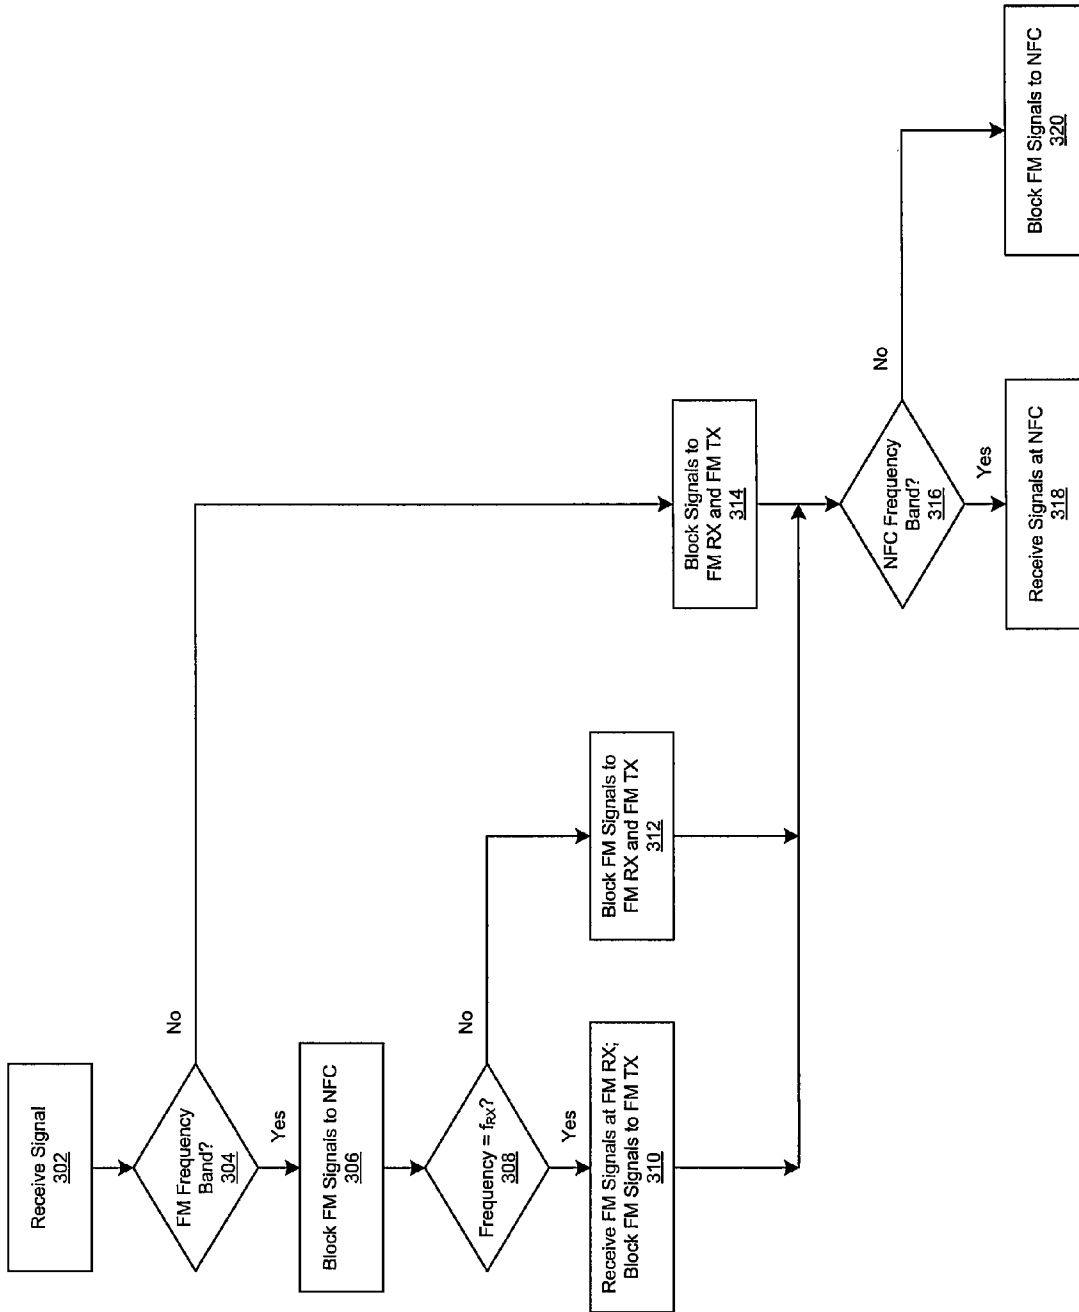 Receive Signal
302
FM Frequency
Band?
304
No
Yes
Block FM Signals to NFC
306
Frequency = fRX?
308
No
Yes
Receive FM Signals at FM RX;
Block FM Signals to FM TX
310
Block FM Signals to
FM RX and FM TX
312
Block Signals to
FM RX and FM TX
314
NFC Frequency
Band?
316
No
Yes
Receive Signals at NFC
318
Block FM Signals to NFC
320